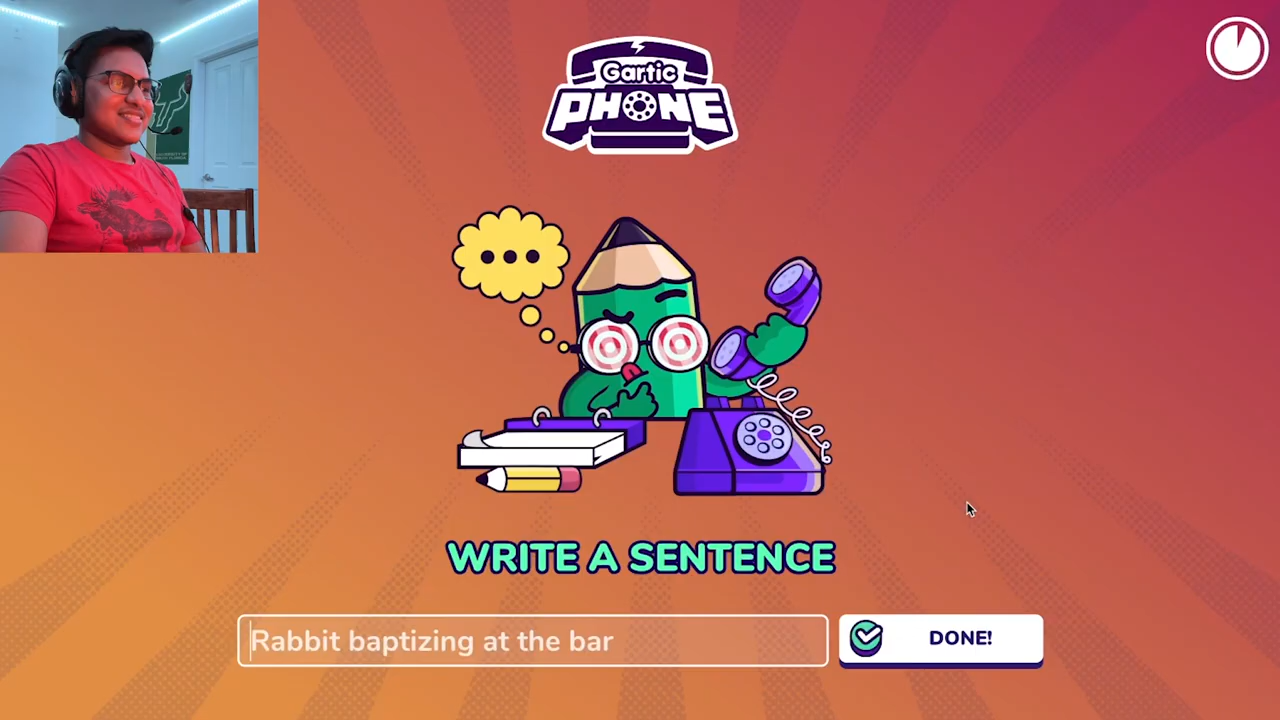 Gartic
PHONE
WRITE A SENTENCE
Rabbit baptizing at the bar
DONE!